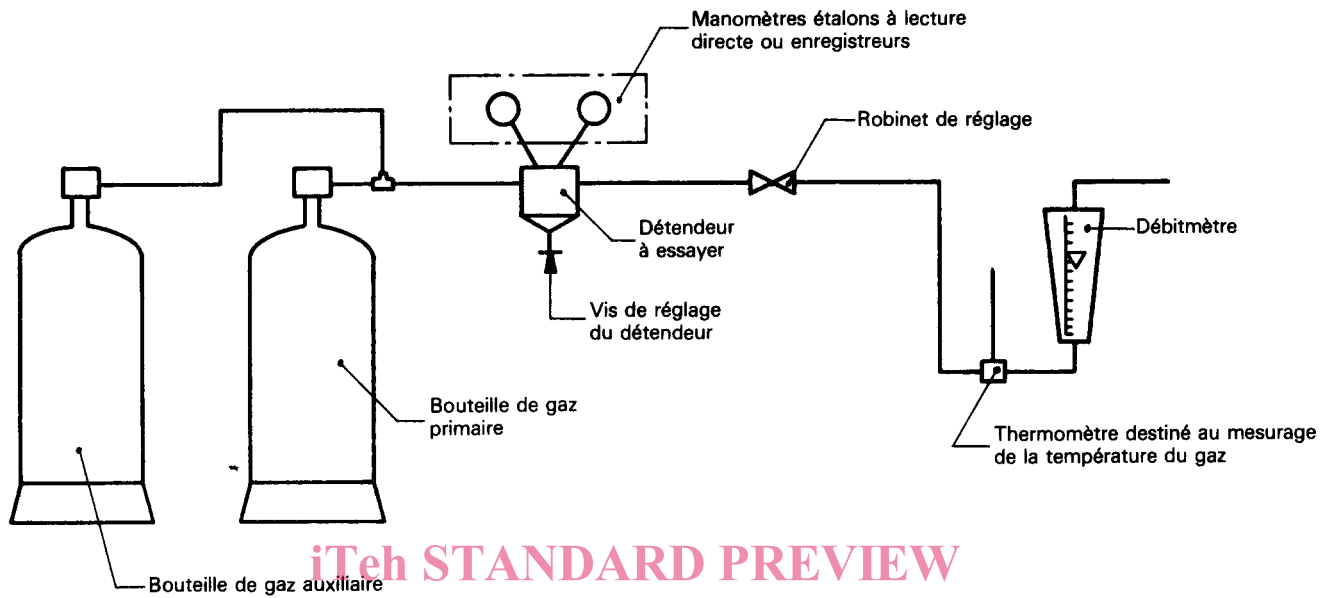 Manomètres étalons à lecture
directe ou enregistreurs
Robinet de réglage
Détendeur
à essayer
Débitmètre
Vis de réglage
du détendeur
Bouteille de gaz
primaire
Thermomètre destiné au mesurage
de la température du gaz
iTeh STANDARD PREVIEW
Bouteille de gaz auxiliaire